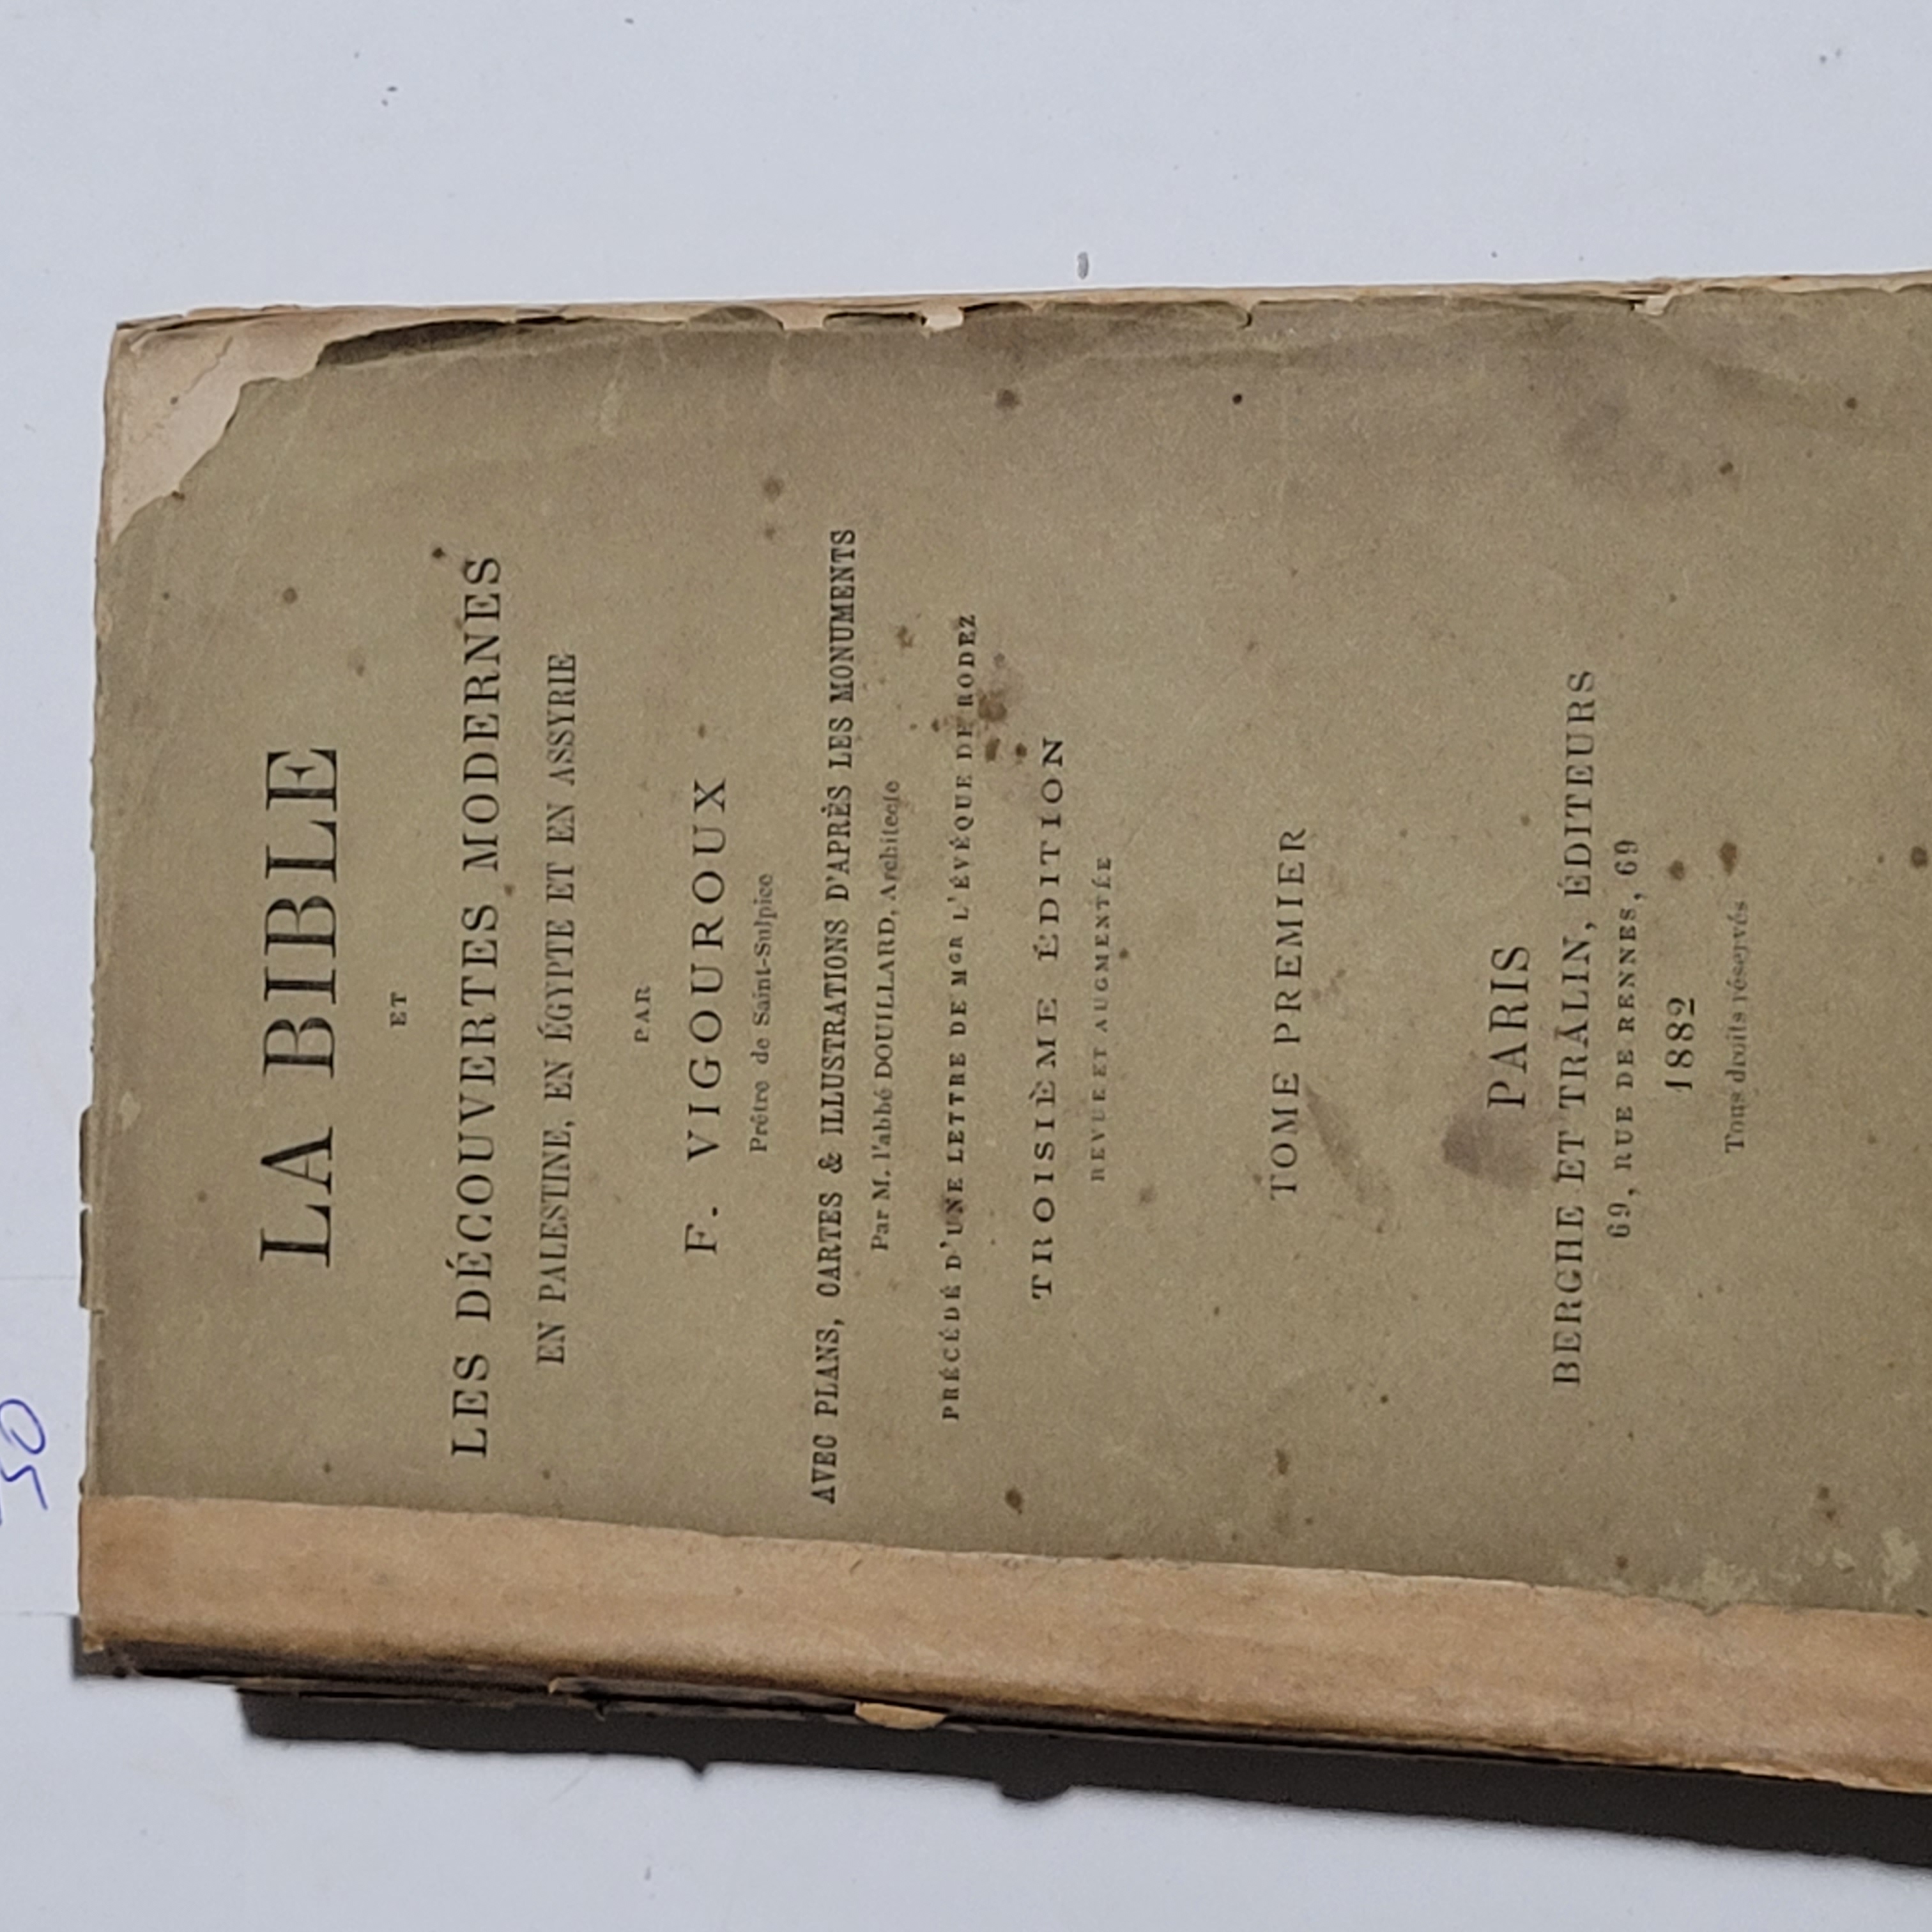 LA BIBLE
ET
LES DÉCOUVERTES MODERNES
EN PALESTINE, EN ÉGYPTE ET EN ASSYRIE
PAR
F. VIGOUROUX
Prêtre de Saint-Sulpice
AVEC PLANS, CARTES & ILLUSTRATIONS D'APRÈS LES MONUMENTS
Par M. l'abbé DOUILLARD, Architecte
PRÉCÉDÉ D'UNE LETTRE DE MGR L'ÉVÊQUE DE RODEZ
TROISIÈME ÉDITION
REVUE ET AUGMENTÉE
TOME PREMIER
PARIS
BERCHE ET TRALIN, ÉDITEURS
69, RUE DE RENNES, 69
1882
Tous droits réservés
50